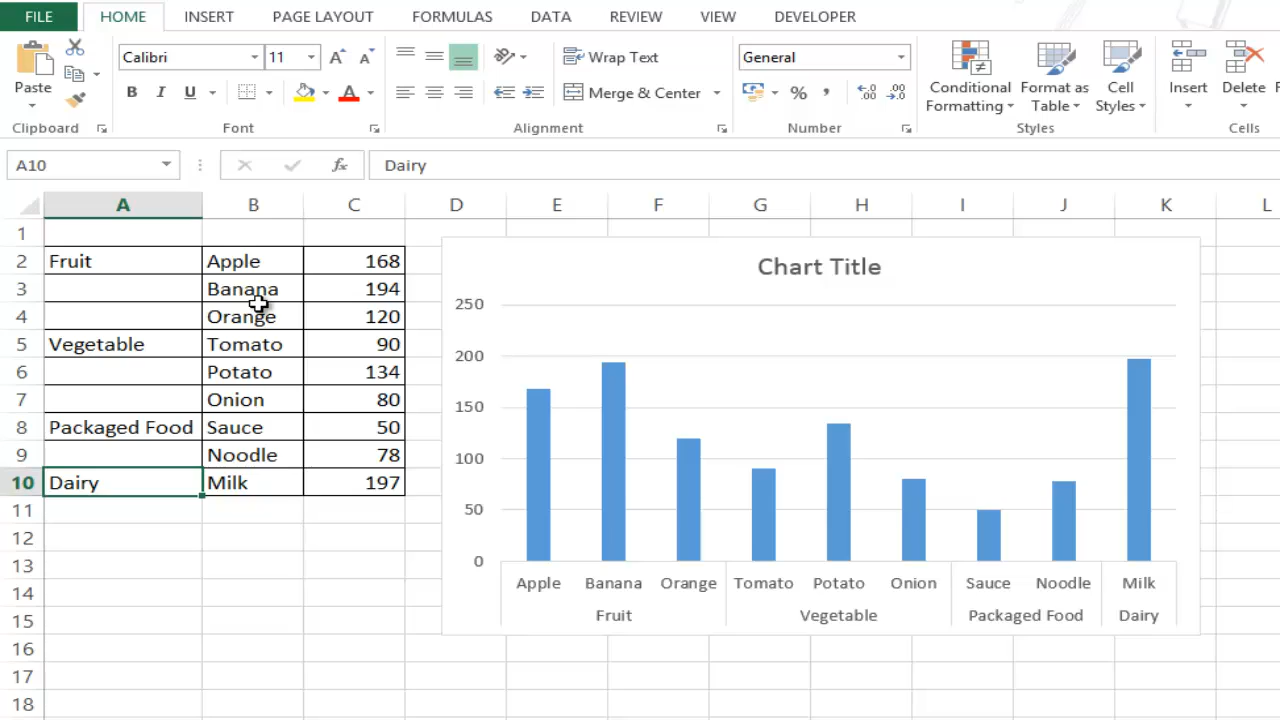 FILE HOME INSERT PAGE LAYOUT FORMULAS DATA REVIEW VIEW DEVELOPER
Calibri 11 A A Wrap Text General
Paste B I U A Merge & Center % , .00 .0 Conditional Formatting Format as Table Cell Styles Insert Delete
Clipboard Font Alignment Number Styles Cells
A10 fx Dairy
A B C D E F G H I J K L
1
2 Fruit Apple 168
3 Banana 194
4 Orange 120
5 Vegetable Tomato 90
6 Potato 134
7 Onion 80
8 Packaged Food Sauce 50
9 Noodle 78
10 Dairy Milk 197
11
12
13
14
15
16
17
18
Chart Title
250
200
150
100
50
0
Apple Banana Orange Tomato Potato Onion Sauce Noodle Milk
Fruit Vegetable Packaged Food Dairy